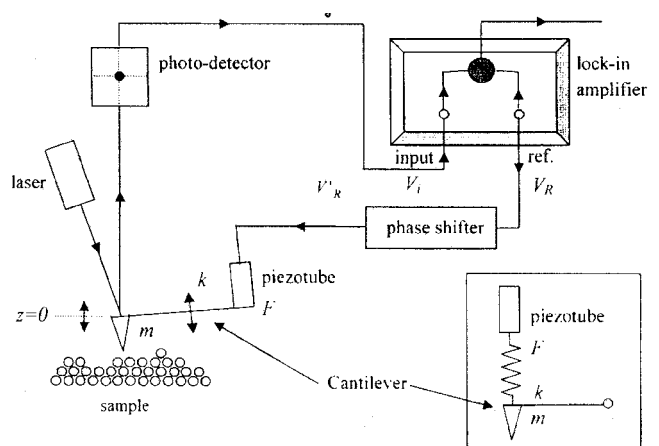 photo-detector
lock-in
amplifier
input
ref.
laser
V'R
Vi
VR
phase shifter
k
piezotube
F
z=0
m
piezotube
F
Cantilever
k
m
sample